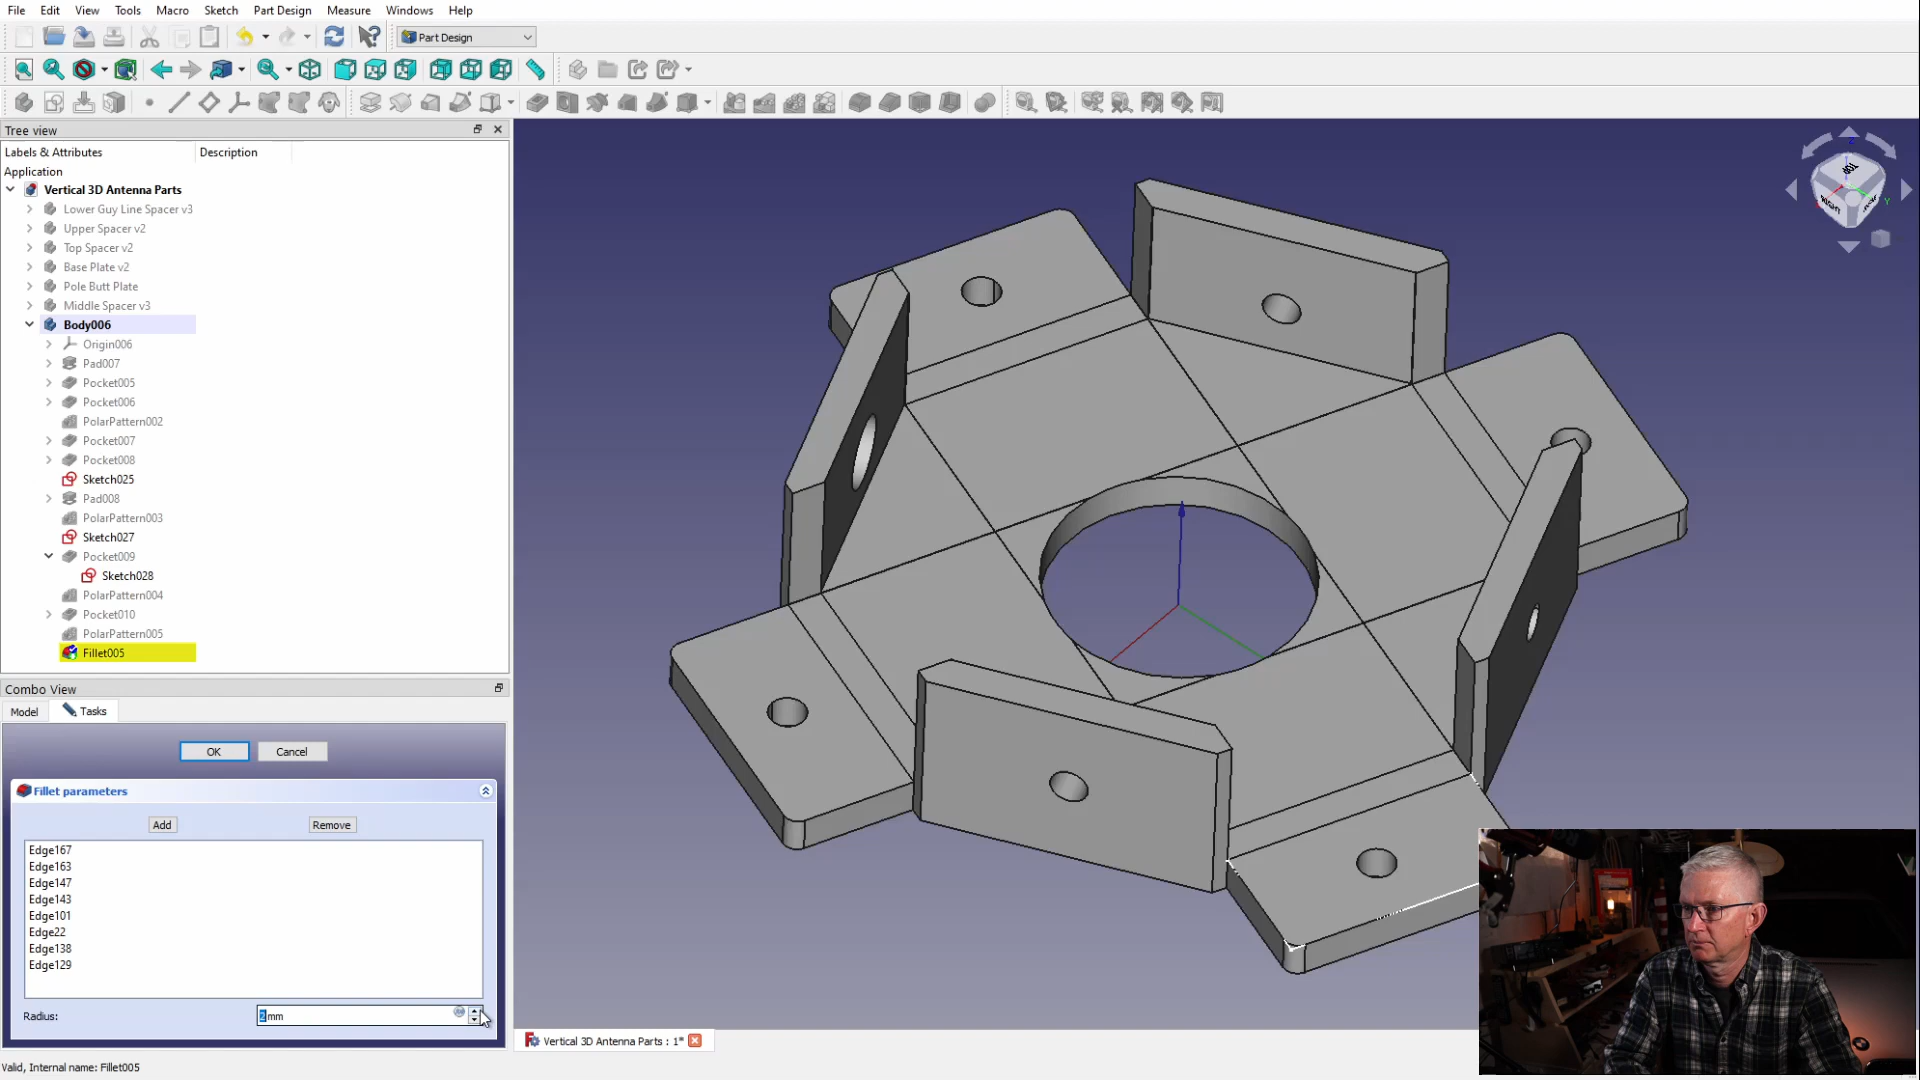 File Edit View Tools Macro Sketch Part Design Measure Windows Help
Part Design
Tree view
Labels & Attributes Description
Application
Vertical 3D Antenna Parts
Lower Guy Line Spacer v3
Upper Spacer v2
Top Spacer v2
Base Plate v2
Pole Butt Plate
Middle Spacer v3
Body006
Origin006
Pad007
Pocket005
Pocket006
PolarPattern002
Pocket007
Pocket008
Sketch025
Pad008
PolarPattern003
Sketch027
Pocket009
Sketch028
PolarPattern004
Pocket010
PolarPattern005
Fillet005
Combo View
Model Tasks
OK Cancel
Fillet parameters
Add Remove
Edge167
Edge163
Edge147
Edge143
Edge101
Edge22
Edge138
Edge129
Radius: 2 mm
Valid, Internal name: Fillet005
Vertical 3D Antenna Parts : 1*
TOP
RIGHT
Z
Y